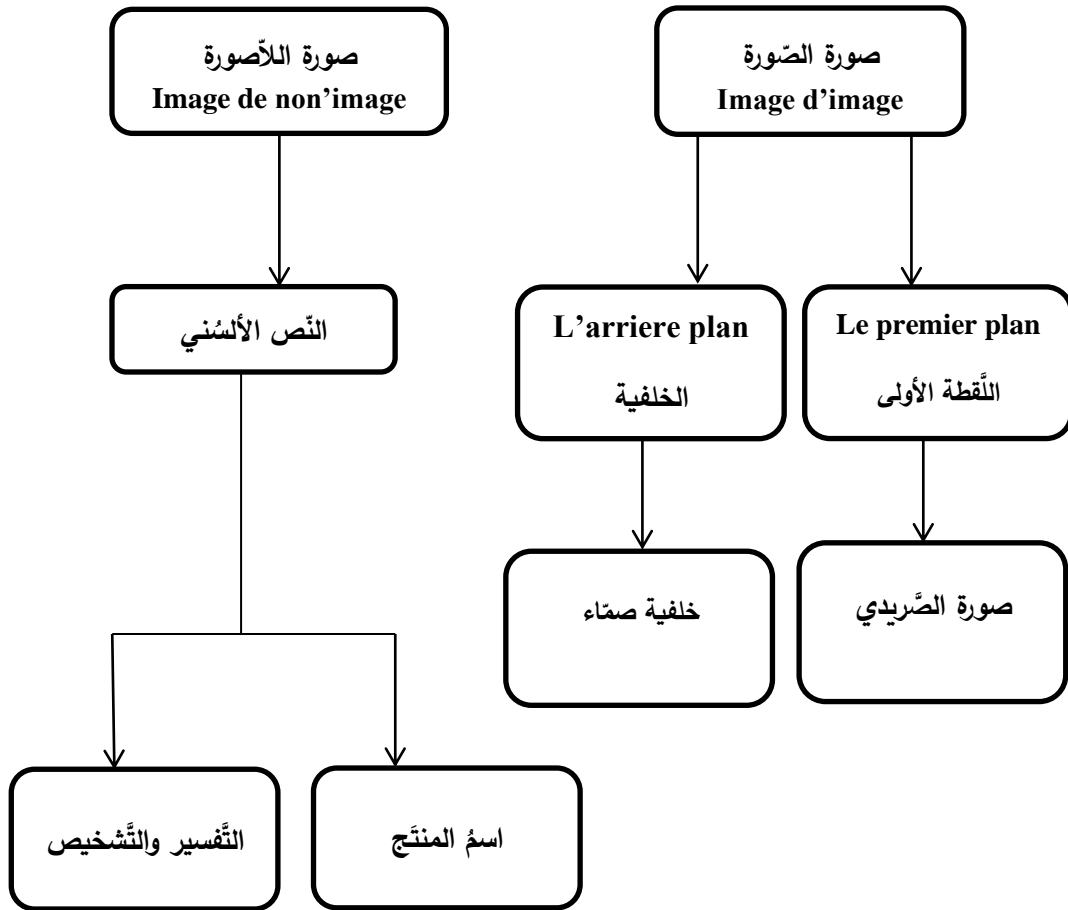 صورة الصّورة
Image d’image
صورة اللاّصورة
Image de non’image
Le premier plan
اللَّقطة الأولى
L’arriere plan
الخلفية
النّص الألسُني
صورة الصَّريدي
خلفية صمّاء
اسمُ المنتَج
التَّفسير والتَّشخيص